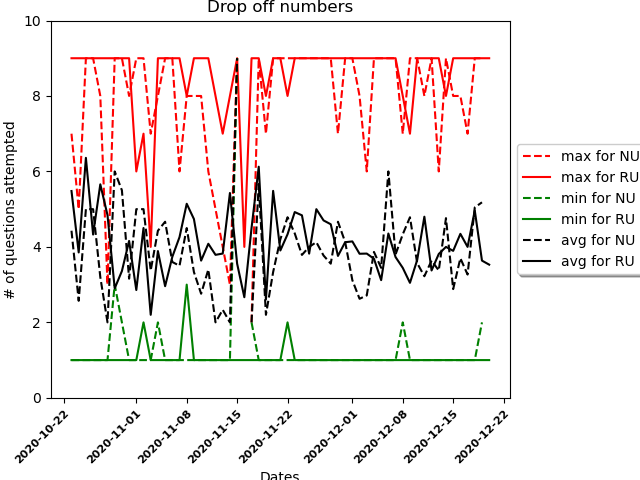 Drop off numbers
# of questions attempted
10
8
6
4
2
0
2020-10-22
2020-11-01
2020-11-08
2020-11-15
2020-11-22
2020-12-01
2020-12-08
2020-12-15
2020-12-22
Dates
max for NU
max for RU
min for NU
min for RU
avg for NU
avg for RU